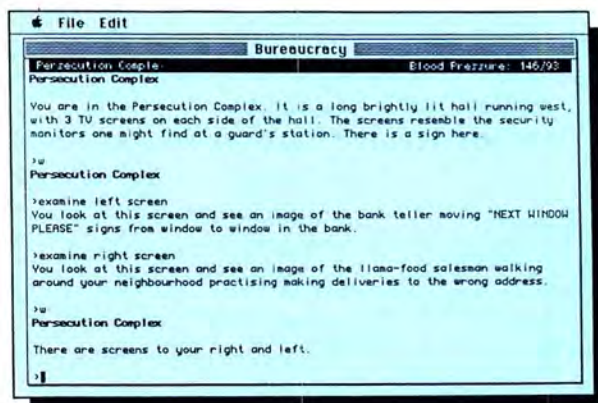 File Edit
Bureaucracy
Persecution Comple Blood Pressure: 146/93
Persecution Complex
You are in the Persecution Complex. It is a long brightly lit hall running west,
with 3 TV screens on each side of the hall. The screens resemble the security
monitors one might find at a guard's station. There is a sign here.
>w
Persecution Complex
>examine left screen
You look at this screen and see an image of the bank teller moving "NEXT WINDOW
PLEASE" signs from window to window in the bank.
>examine right screen
You look at this screen and see an image of the llama-food salesman walking
around your neighbourhood practising making deliveries to the wrong address.
>w
Persecution Complex
There are screens to your right and left.
>